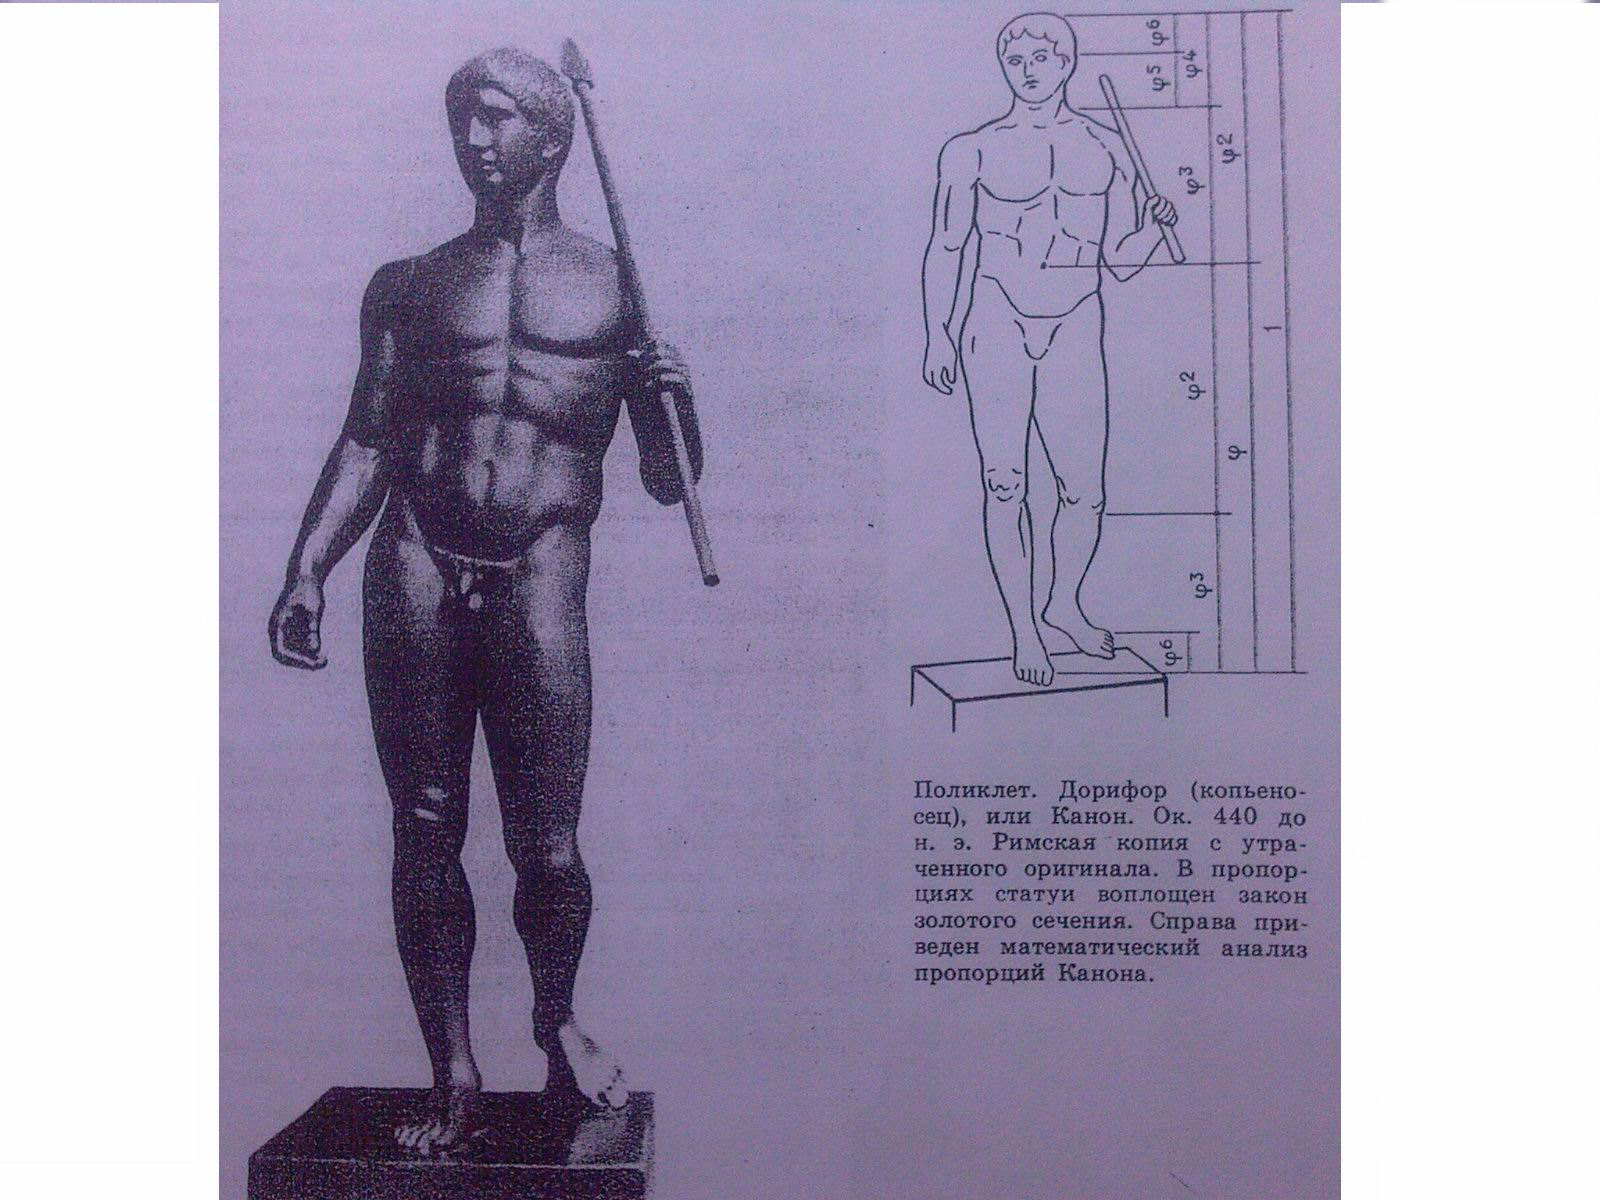 φ6
φ5
φ4
φ3
φ2
1
φ2
φ
φ3
φ6
Поликлет. Дорифор (копьено-
сец), или Канон. Ок. 440 до
н. э. Римская копия с утра-
ченного оригинала. В пропор-
циях статуи воплощен закон
золотого сечения. Справа при-
веден математический анализ
пропорций Канона.